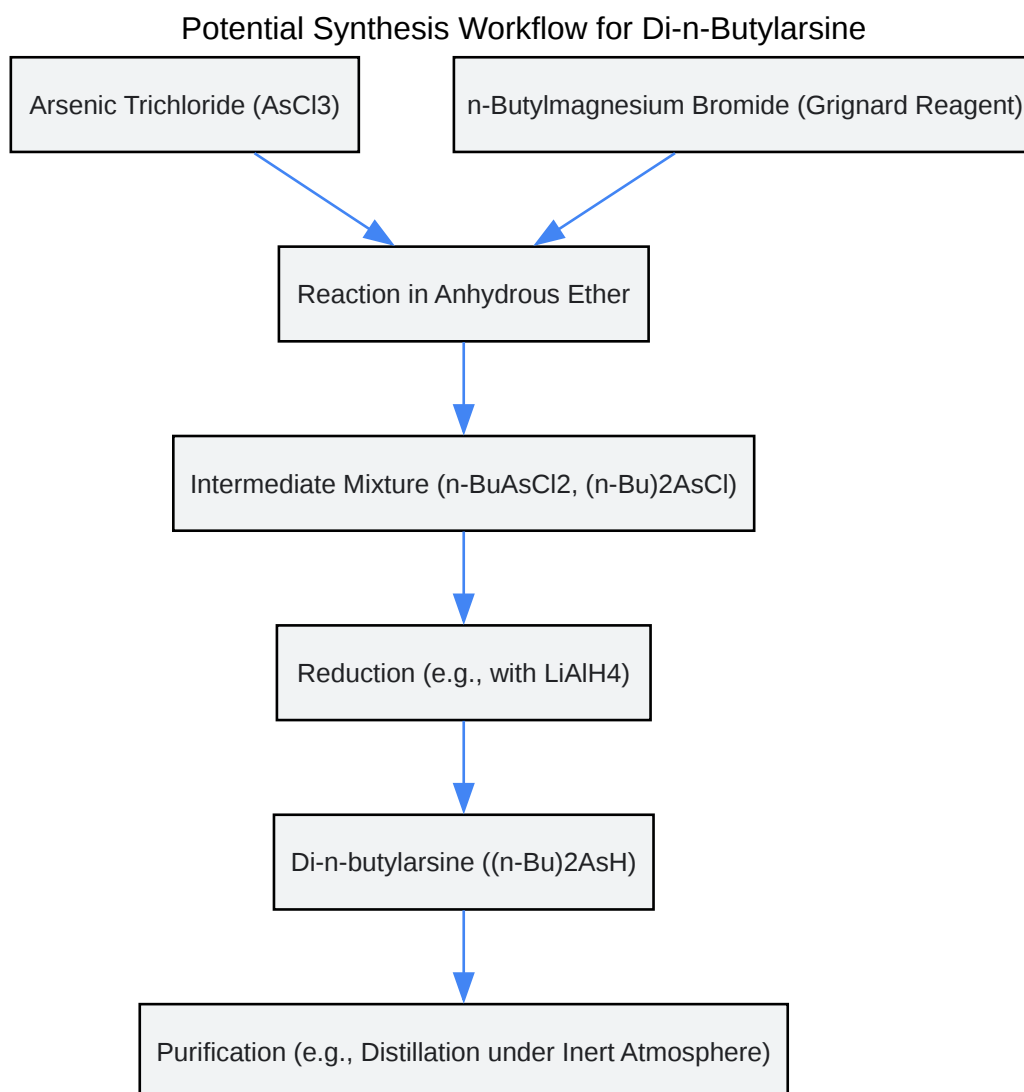 Potential Synthesis Workflow for Di-n-Butylarsine
Arsenic Trichloride (AsCl3)
n-Butylmagnesium Bromide (Grignard Reagent)
Reaction in Anhydrous Ether
Intermediate Mixture (n-BuAsCl2, (n-Bu)2AsCl)
Reduction (e.g., with LiAlH4)
Di-n-butylarsine ((n-Bu)2AsH)
Purification (e.g., Distillation under Inert Atmosphere)